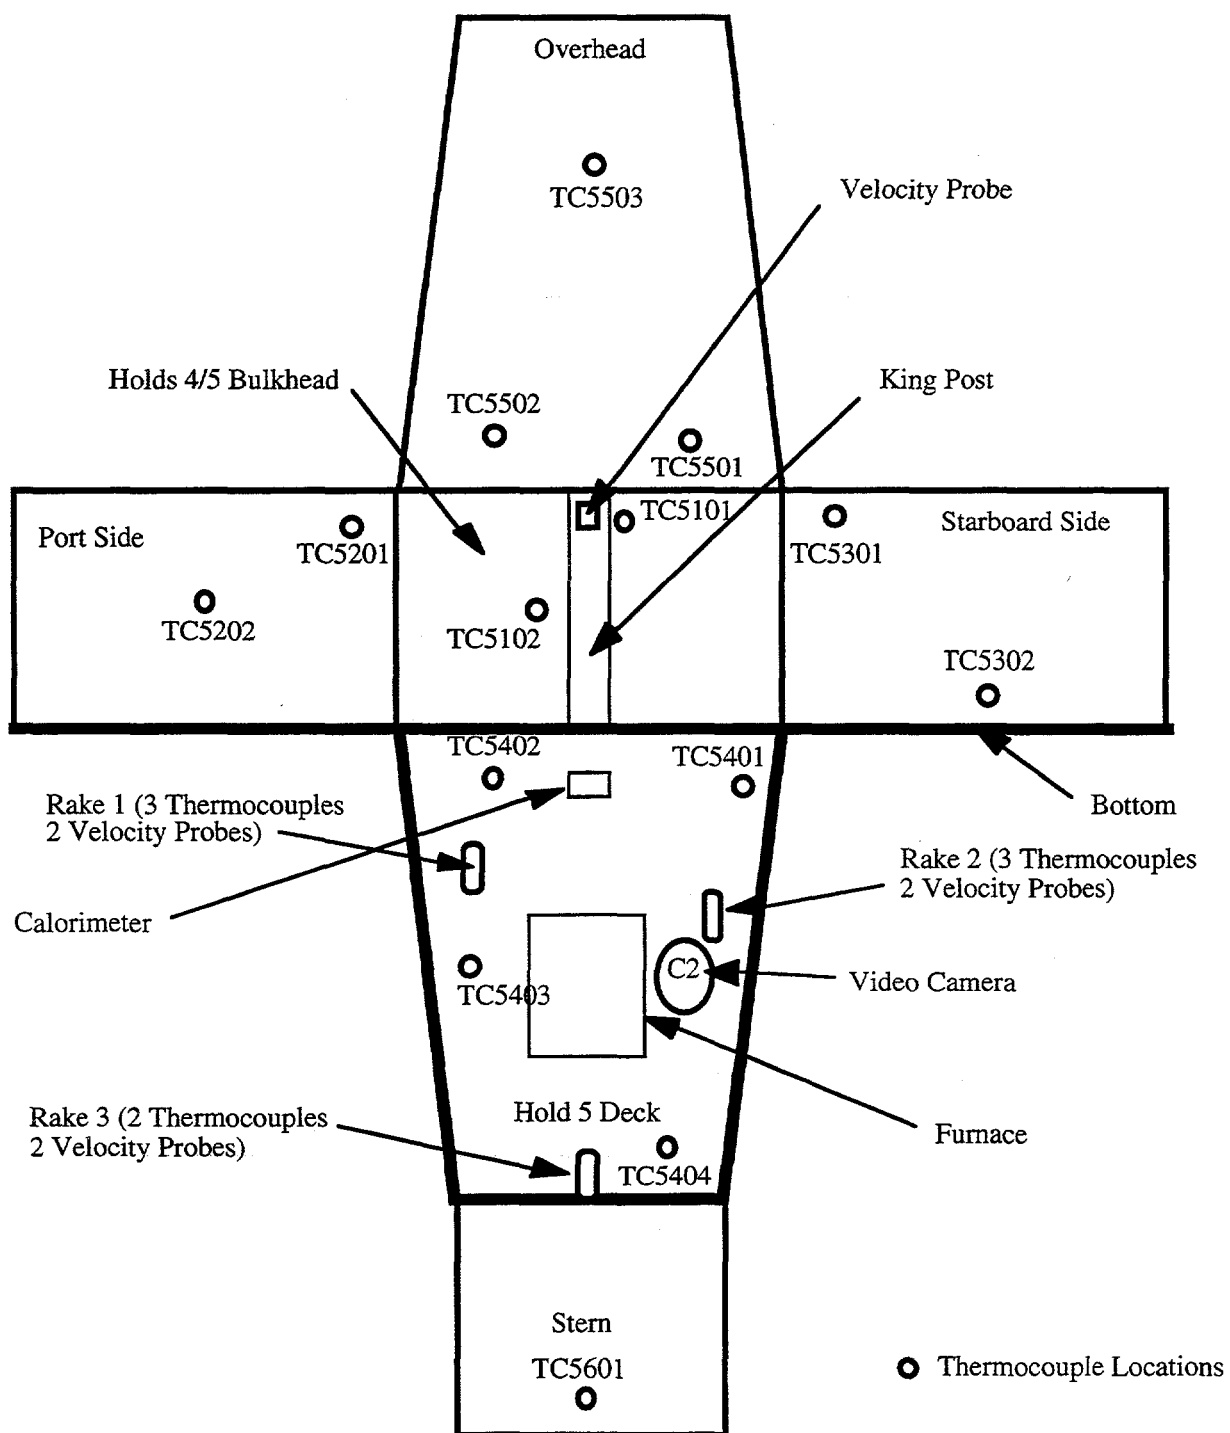 Overhead
TC5503
Velocity Probe
Holds 4/5 Bulkhead
King Post
TC5502
TC5501
TC5101
Port Side
TC5201
TC5301
Starboard Side
TC5202
TC5102
TC5302
TC5402
TC5401
Rake 1 (3 Thermocouples
2 Velocity Probes)
Bottom
Rake 2 (3 Thermocouples
2 Velocity Probes)
Calorimeter
C2
Video Camera
TC5403
Rake 3 (2 Thermocouples
2 Velocity Probes)
Hold 5 Deck
Furnace
TC5404
Stern
TC5601
Thermocouple Locations